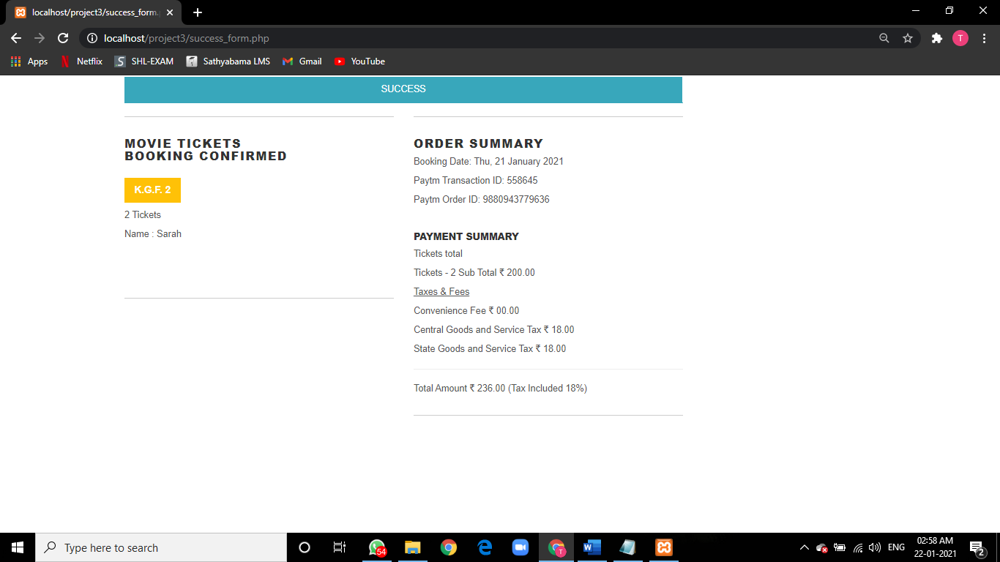 localhost/project3/success_form.
localhost/project3/success_form.php
T
Apps
Netflix
S SHL-EXAM
Sathyabama LMS
Gmail
YouTube
SUCCESS
MOVIE TICKETS
BOOKING CONFIRMED
K.G.F. 2
2 Tickets
Name : Sarah
ORDER SUMMARY
Booking Date: Thu, 21 January 2021
Paytm Transaction ID: 558645
Paytm Order ID: 9880943779636
PAYMENT SUMMARY
Tickets total
Tickets - 2 Sub Total ₹ 200.00
Taxes & Fees
Convenience Fee ₹ 00.00
Central Goods and Service Tax ₹ 18.00
State Goods and Service Tax ₹ 18.00
Total Amount ₹ 236.00 (Tax Included 18%)
Type here to search
54
T
ENG
02:58 AM
22-01-2021
2